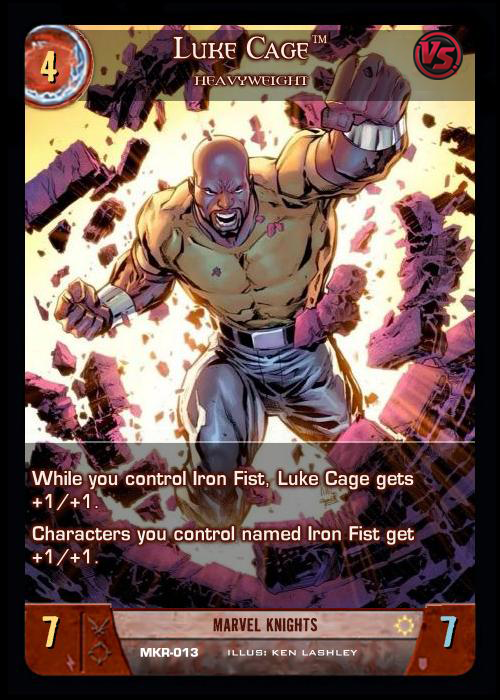 4
LUKE CAGE™
HEAVYWEIGHT
VS
While you control Iron Fist, Luke Cage gets
+1/+1.
Characters you control named Iron Fist get
+1/+1.
7
MARVEL KNIGHTS
7
MKR-013 ILLUS: KEN LASHLEY